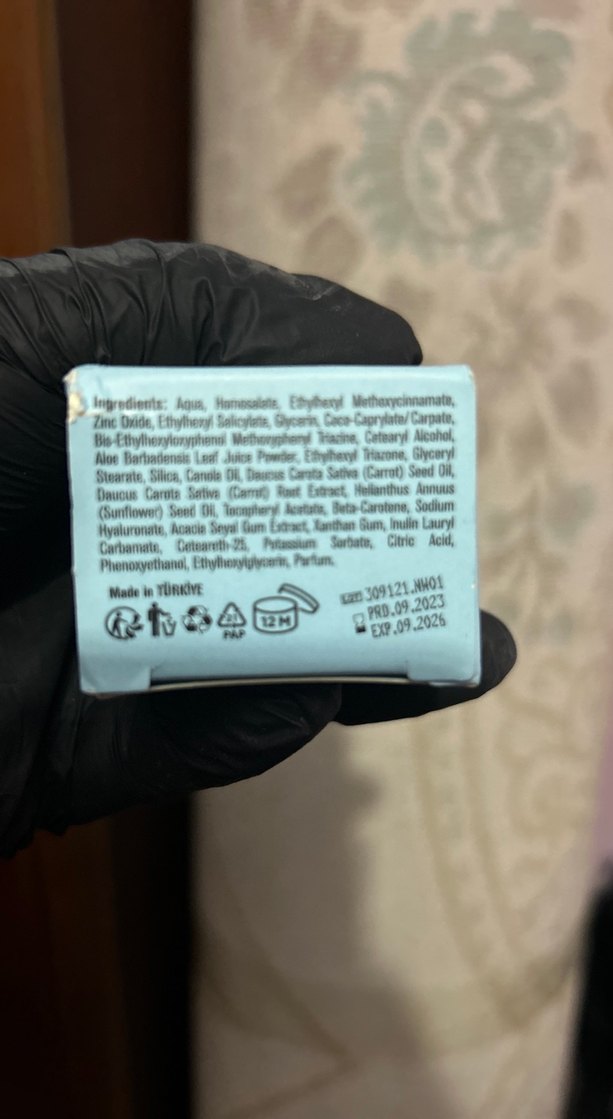 Ingredients: Aqua, Homosalate, Ethylhexyl Methoxycinnamate,
Zinc Oxide, Ethylhexyl Salicylate, Glycerin, Coco-Caprylate/Carpate,
Bis-Ethylhexyloxyphenol Methoxyphenyl Triazine, Cetearyl Alcohol,
Aloe Barbadensis Leaf Juice Powder, Ethylhexyl Triazone, Glyceryl
Stearate, Silica, Canola Oil, Daucus Carota Sativa (Carrot) Seed Oil,
Daucus Carota Sativa (Carrot) Root Extract, Helianthus Annuus
(Sunflower) Seed Oil, Tocopheryl Acetate, Beta-Carotene, Sodium
Hyaluronate, Acacia Seyal Gum Extract, Xanthan Gum, Inulin Lauryl
Carbamate, Ceteareth-25, Potassium Sorbate, Citric Acid,
Phenoxyethanol, Ethylhexylglycerin, Parfum.
Made in TÜRKİYE
309121.NW01
PRD.09.2023
EXP.09.2026
21
PAP
12 M